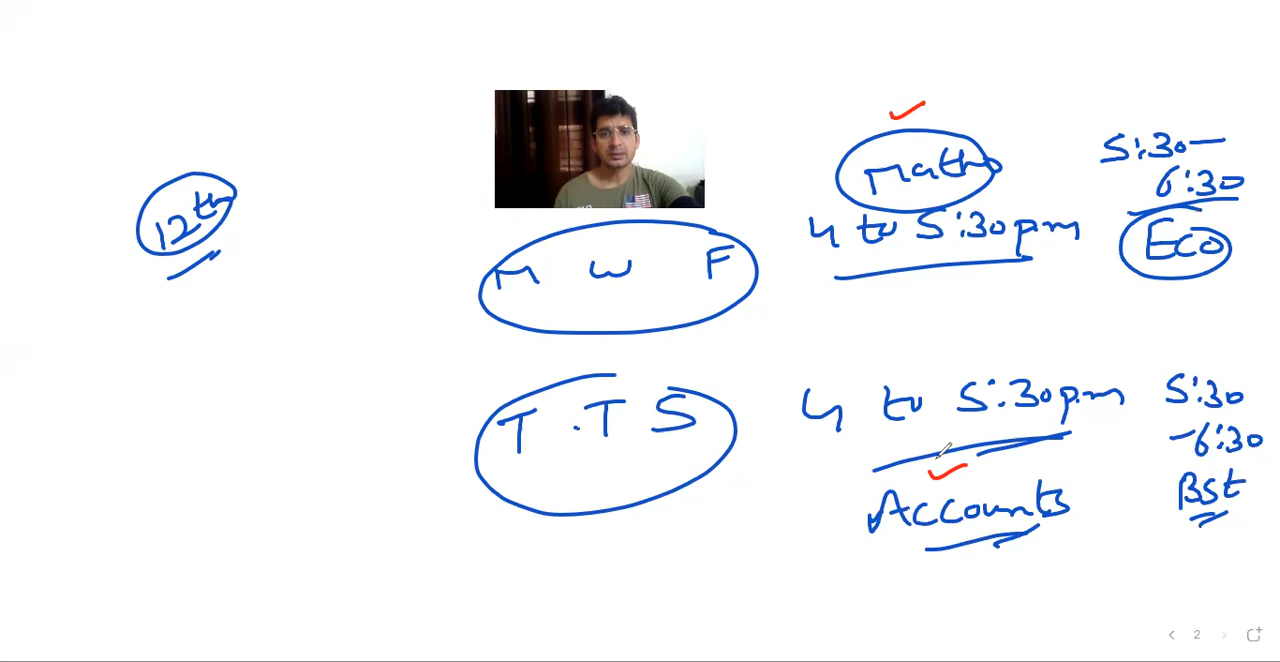 12th
M W F
Maths
4 to 5:30pm
5:30-
6:30
Eco
T.TS
4 to 5:30pm
Accounts
5:30
-6:30
BSt
2